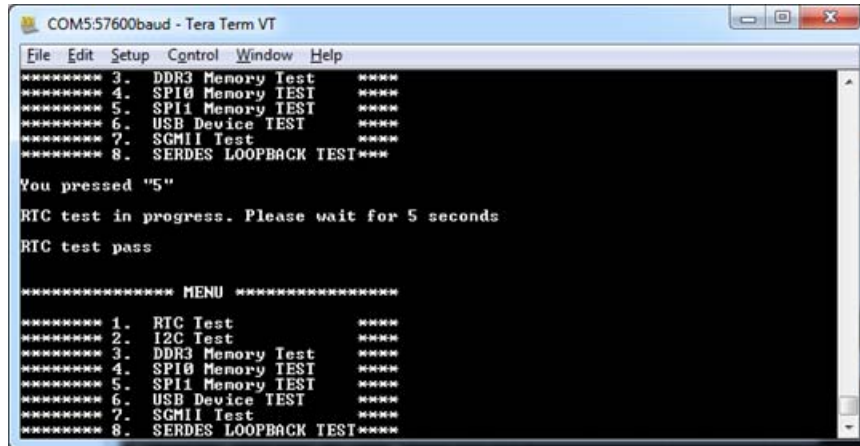 COM5:57600baud - Tera Term VT
File Edit Setup Control Window Help
******** 3. DDR3 Memory Test ****
******** 4. SPI0 Memory TEST ****
******** 5. SPI1 Memory TEST ****
******** 6. USB Device TEST ****
******** 7. SGMII Test ****
******** 8. SERDES LOOPBACK TEST***
You pressed "5"
RTC test in progress. Please wait for 5 seconds
RTC test pass
*************** MENU ****************
******** 1. RTC Test ****
******** 2. I2C Test ****
******** 3. DDR3 Memory Test ****
******** 4. SPI0 Memory TEST ****
******** 5. SPI1 Memory TEST ****
******** 6. USB Device TEST ****
******** 7. SGMII Test ****
******** 8. SERDES LOOPBACK TEST****